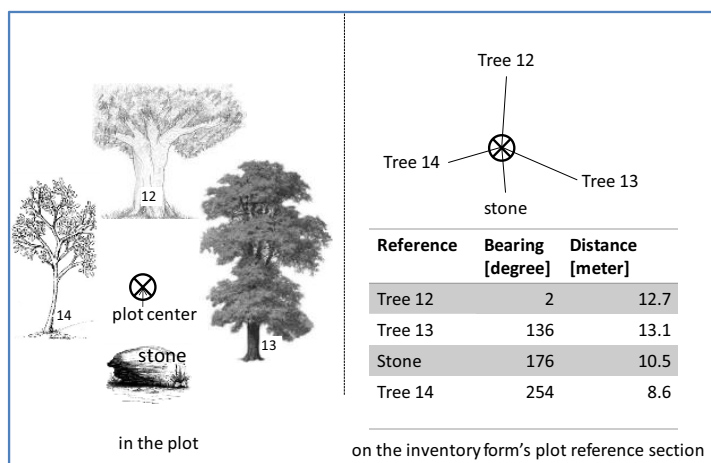 12
14
plot center
13
stone
in the plot
Tree 12
Tree 14
Tree 13
stone
Reference Bearing [degree] Distance [meter]
Tree 12 2 12.7
Tree 13 136 13.1
Stone 176 10.5
Tree 14 254 8.6
on the inventory form's plot reference section